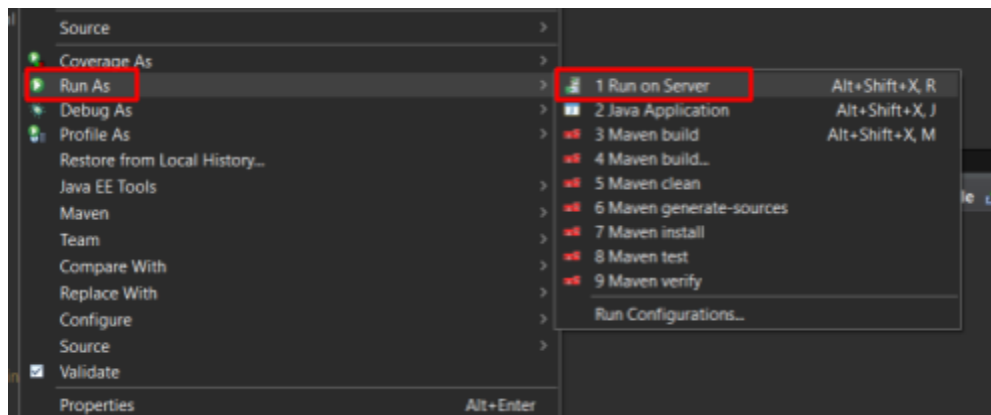 Source
Coverage As
Run As
Debug As
Profile As
Restore from Local History...
Java EE Tools
Maven
Team
Compare With
Replace With
Configure
Source
Validate
Properties Alt+Enter
1 Run on Server Alt+Shift+X, R
2 Java Application Alt+Shift+X, J
3 Maven build Alt+Shift+X, M
4 Maven build...
5 Maven clean
6 Maven generate-sources
7 Maven install
8 Maven test
9 Maven verify
Run Configurations...